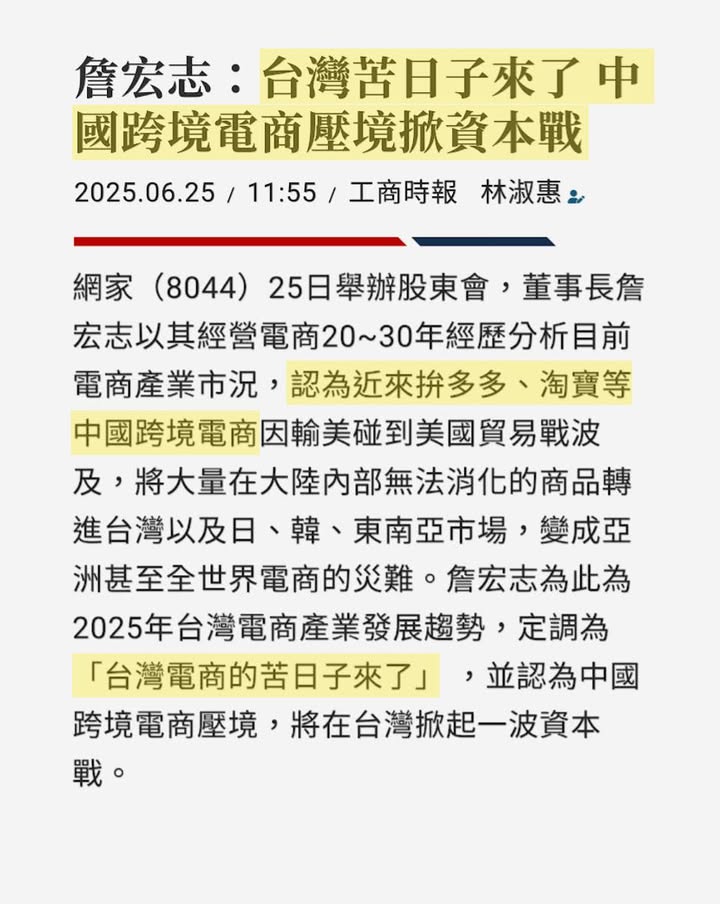 詹宏志：台灣苦日子來了 中
國跨境電商壓境掀資本戰
2025.06.25 / 11:55 / 工商時報 林淑惠
網家（8044）25日舉辦股東會，董事長詹
宏志以其經營電商20~30年經歷分析目前
電商產業市況，認為近來拚多多、淘寶等
中國跨境電商因輸美碰到美國貿易戰波
及，將大量在大陸內部無法消化的商品轉
進台灣以及日、韓、東南亞市場，變成亞
洲甚至全世界電商的災難。詹宏志為此為
2025年台灣電商產業發展趨勢，定調為
「台灣電商的苦日子來了」，並認為中國
跨境電商壓境，將在台灣掀起一波資本
戰。